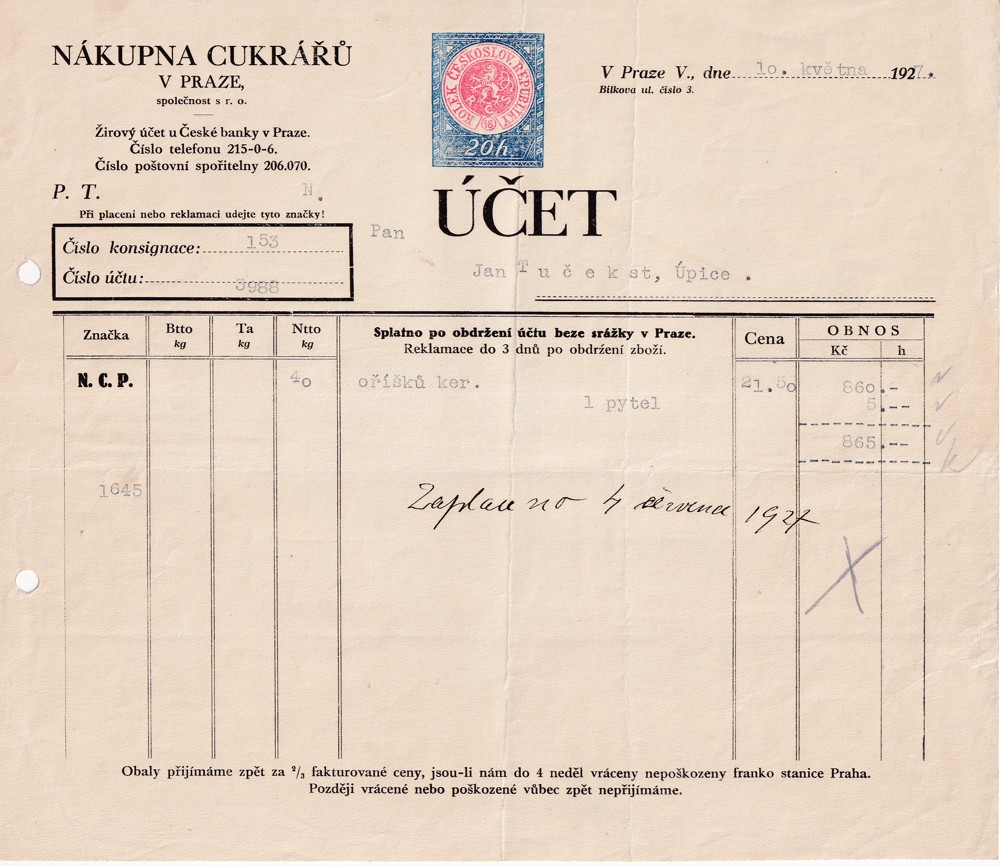 NÁKUPNA CUKRÁŘŮ
V PRAZE,
společnost s r. o.
Žirový účet u České banky v Praze.
Číslo telefonu 215-0-6.
Číslo poštovní spořitelny 206.070.
KOLEK ČESKOSLOV. REPUBLIKY
20h.
V Praze V., dne 10. května 1927.
Bílkova ul. číslo 3.
P. T. N.
Při placení nebo reklamaci udejte tyto značky!
Číslo konsignace: 153
Číslo účtu: 3988
ÚČET
Pan
Jan Tuček st, Úpice .
Značka Btto kg Ta kg Ntto kg Splatno po obdržení účtu beze srážky v Praze. Cena OBNOS
Reklamace do 3 dnů po obdržení zboží. Kč h
N. C. P. 40 oříšků ker. 21.50 860.-
1 pytel 5.--
865.--
1645
Zaplaceno 4 července 1927
Obaly přijímáme zpět za 2/3 fakturované ceny, jsou-li nám do 4 neděl vráceny nepoškozeny franko stanice Praha.
Později vrácené nebo poškozené vůbec zpět nepřijímáme.